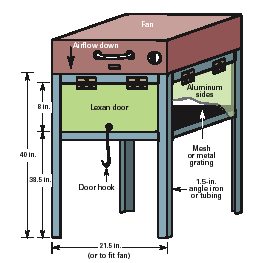 Fan
Airflow down
Aluminum
sides
8 in.
Lexan door
40 in.
Mesh
or metal
grating
38.5 in.
Door hook
1.5-in.
angle iron
or tubing
21.5 in.
(or to fit fan)